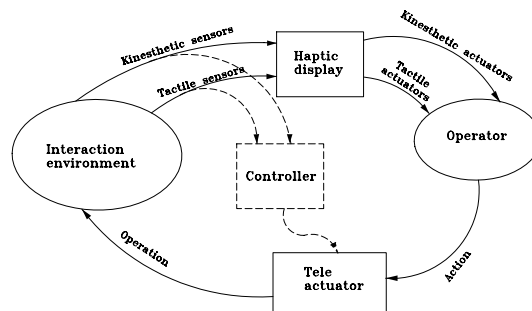 Kinesthetic sensors
Kinesthetic actuators
Haptic
display
Tactile sensors
Tactile
actuators
Interaction
environment
Operator
Controller
Operation
Action
Tele
actuator